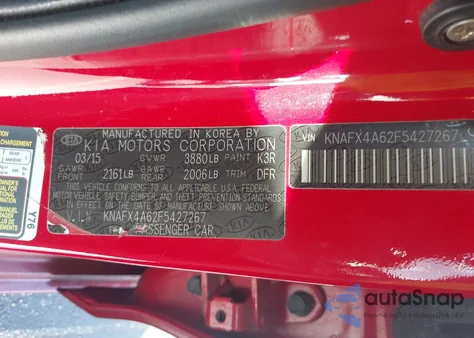 MANUFACTURED IN KOREA BY
KIA MOTORS CORPORATION
03/15 GVWR 3880LB PAINT K3R
GAWR GAWR
FRONT 2161LB REAR 2006LB TRIM DFR
THIS VEHICLE CONFORMS TO ALL APPLICABLE U.S.A. FEDERAL
MOTOR VEHICLE SAFETY, BUMPER, AND THEFT PREVENTION
STANDARDS IN EFFECT ON THE DATE OF MANUFACTURE
SHOWN ABOVE.
V.I.N KNAFX4A62F5427267
PASSENGER CAR
VIN KNAFX4A62F5427267
CHARGEMENT
Y76
autoSnap